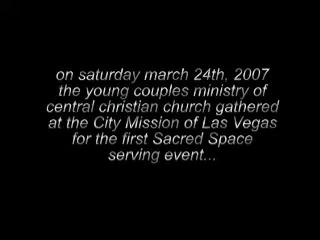 on saturday march 24th, 2007
the young couples ministry of
central christian church gathered
at the City Mission of Las Vegas
for the first Sacred Space
serving event...